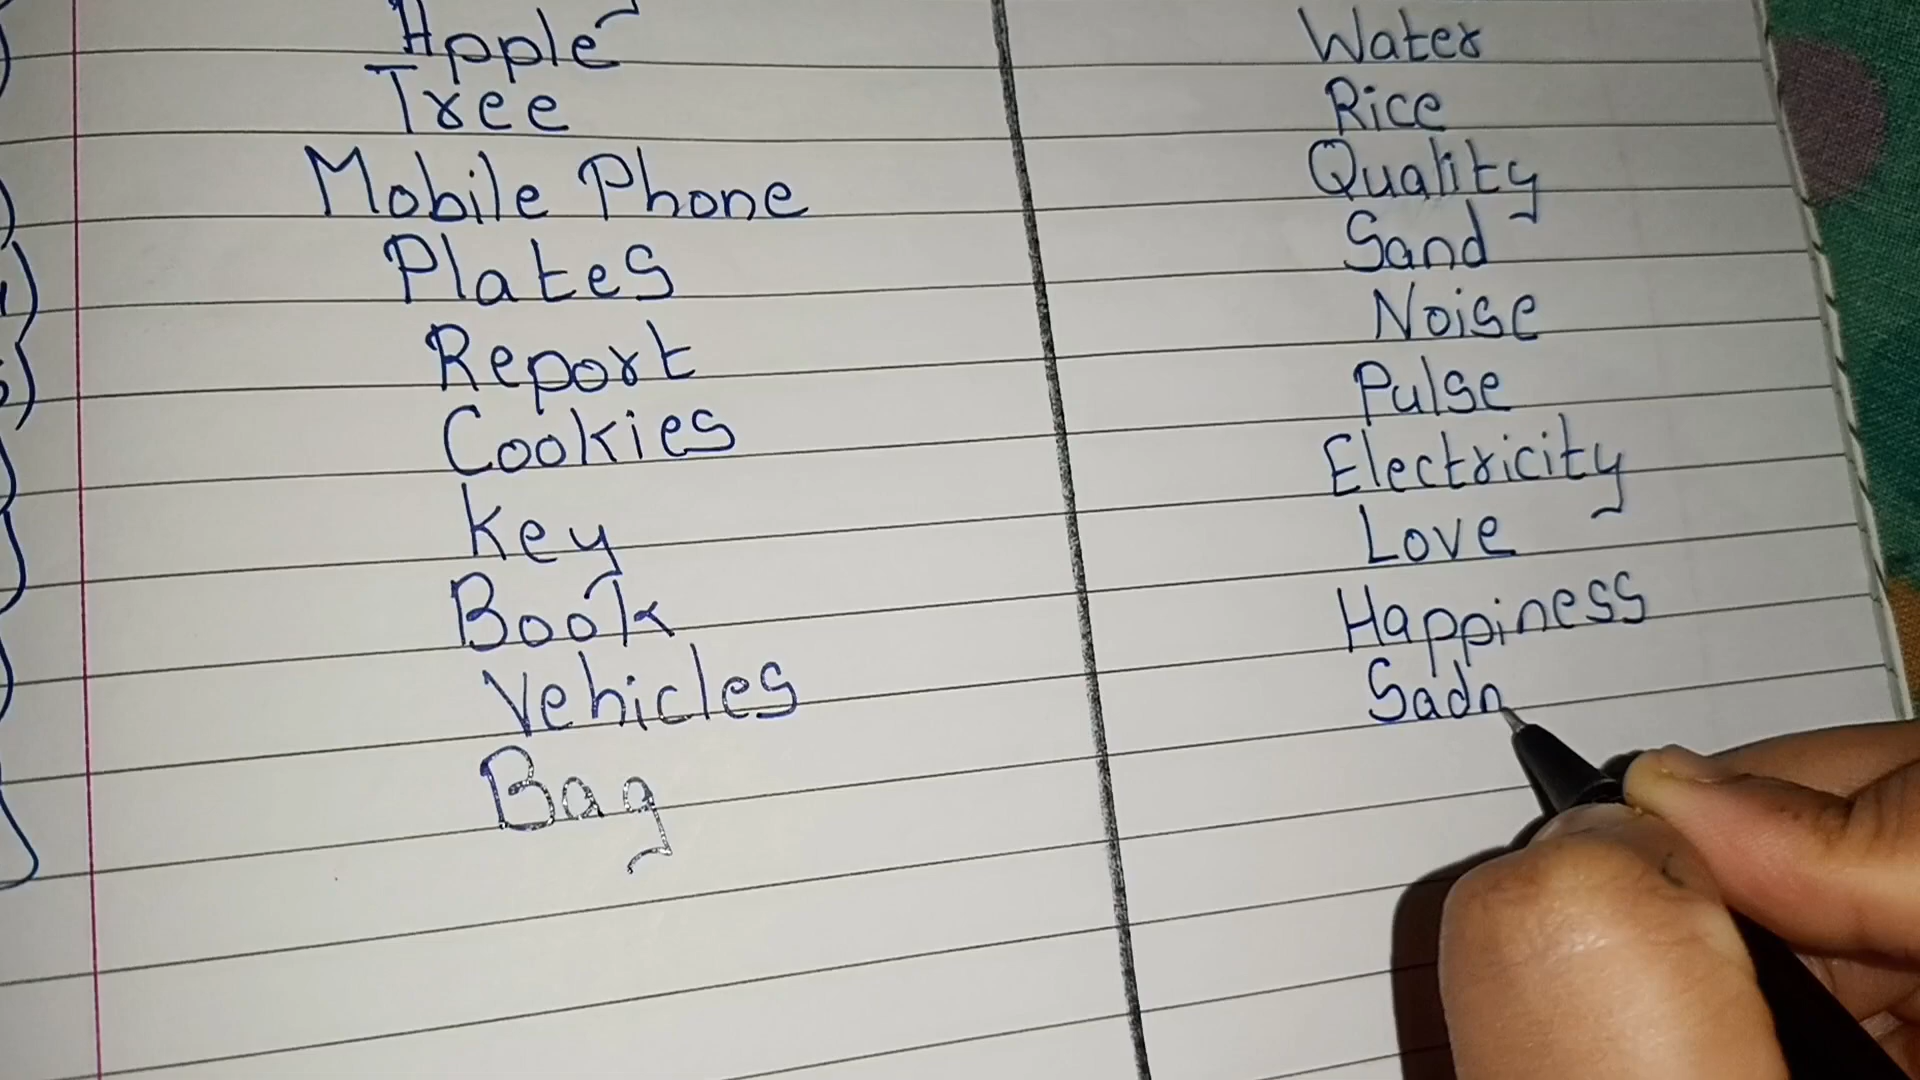 Apple
Tree
Mobile Phone
Plates
Report
Cookies
Key
Book
Vehicles
Bag
Water
Rice
Quality
Sand
Noise
Pulse
Electricity
Love
Happiness
Sadn